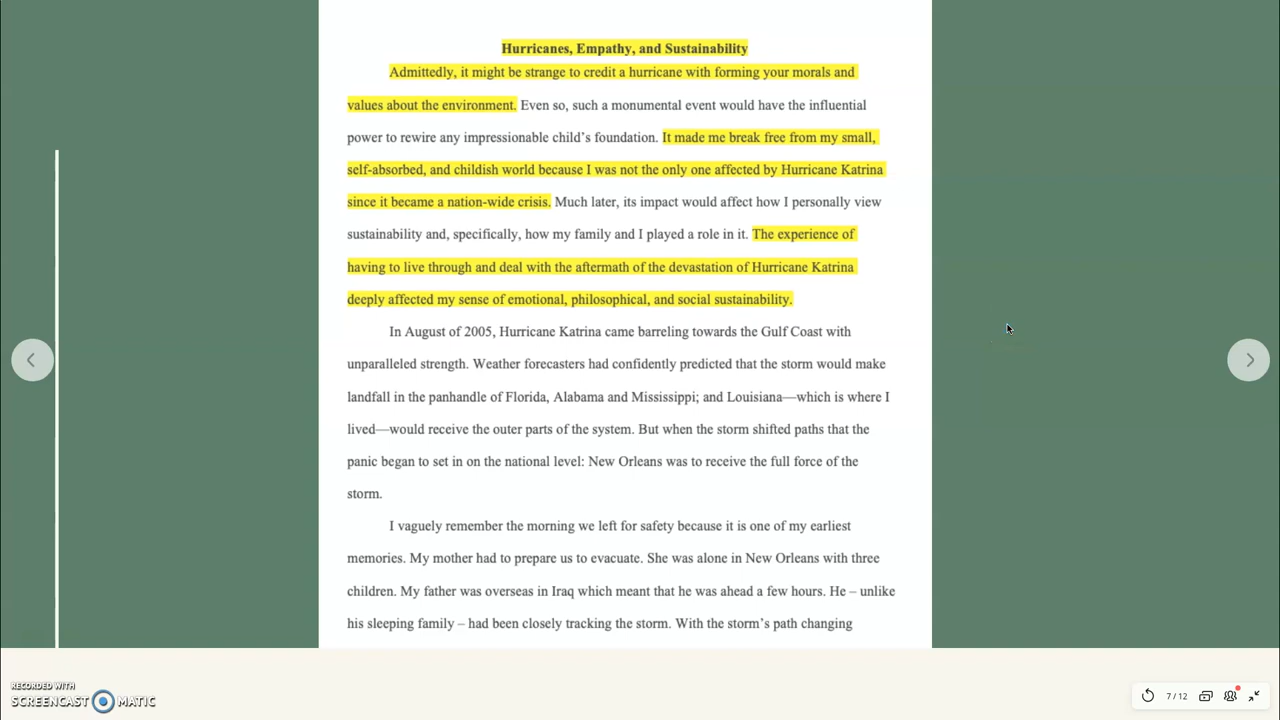 Hurricanes, Empathy, and Sustainability
Admittedly, it might be strange to credit a hurricane with forming your morals and
values about the environment. Even so, such a monumental event would have the influential
power to rewire any impressionable child's foundation. It made me break free from my small,
self-absorbed, and childish world because I was not the only one affected by Hurricane Katrina
since it became a nation-wide crisis. Much later, its impact would affect how I personally view
sustainability and, specifically, how my family and I played a role in it. The experience of
having to live through and deal with the aftermath of the devastation of Hurricane Katrina
deeply affected my sense of emotional, philosophical, and social sustainability.
In August of 2005, Hurricane Katrina came barreling towards the Gulf Coast with
unparalleled strength. Weather forecasters had confidently predicted that the storm would make
landfall in the panhandle of Florida, Alabama and Mississippi; and Louisiana—which is where I
lived—would receive the outer parts of the system. But when the storm shifted paths that the
panic began to set in on the national level: New Orleans was to receive the full force of the
storm.
I vaguely remember the morning we left for safety because it is one of my earliest
memories. My mother had to prepare us to evacuate. She was alone in New Orleans with three
children. My father was overseas in Iraq which meant that he was ahead a few hours. He – unlike
his sleeping family – had been closely tracking the storm. With the storm's path changing
RECORDED WITH
SCREENCAST MATIC
7 / 12